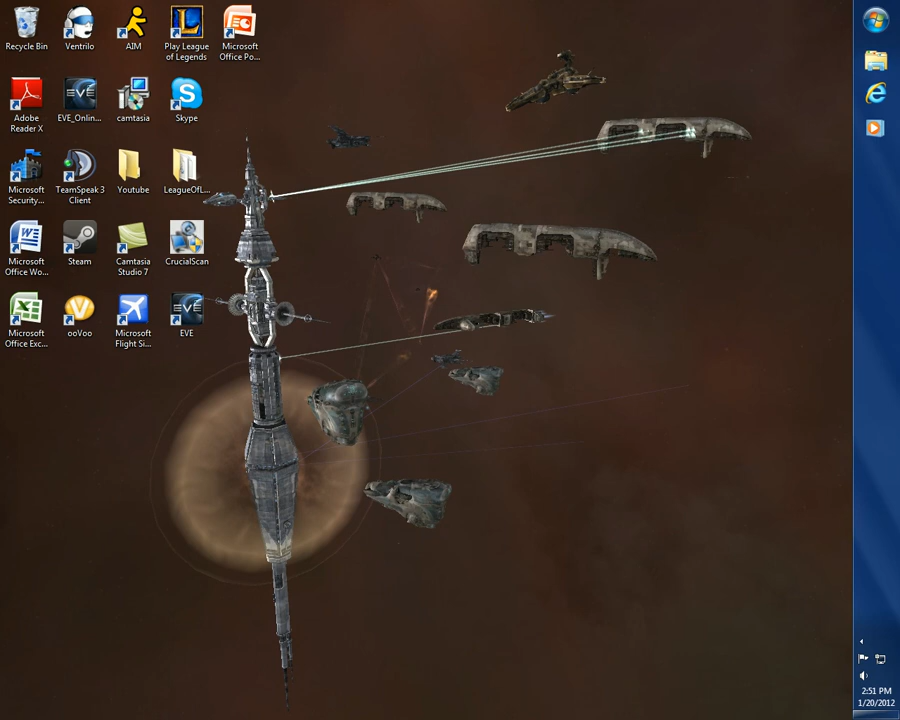 Recycle Bin
Ventrilo
AIM
Play League
of Legends
Microsoft
Office Po...
Adobe
Reader X
EVE_Onlin...
camtasia
Skype
Microsoft
Security...
TeamSpeak 3
Client
Youtube
LeagueOfL...
Microsoft
Office Wo...
Steam
Camtasia
Studio 7
CrucialScan
Microsoft
Office Exc...
ooVoo
Microsoft
Flight Si...
EVE
2:51 PM
1/20/2012